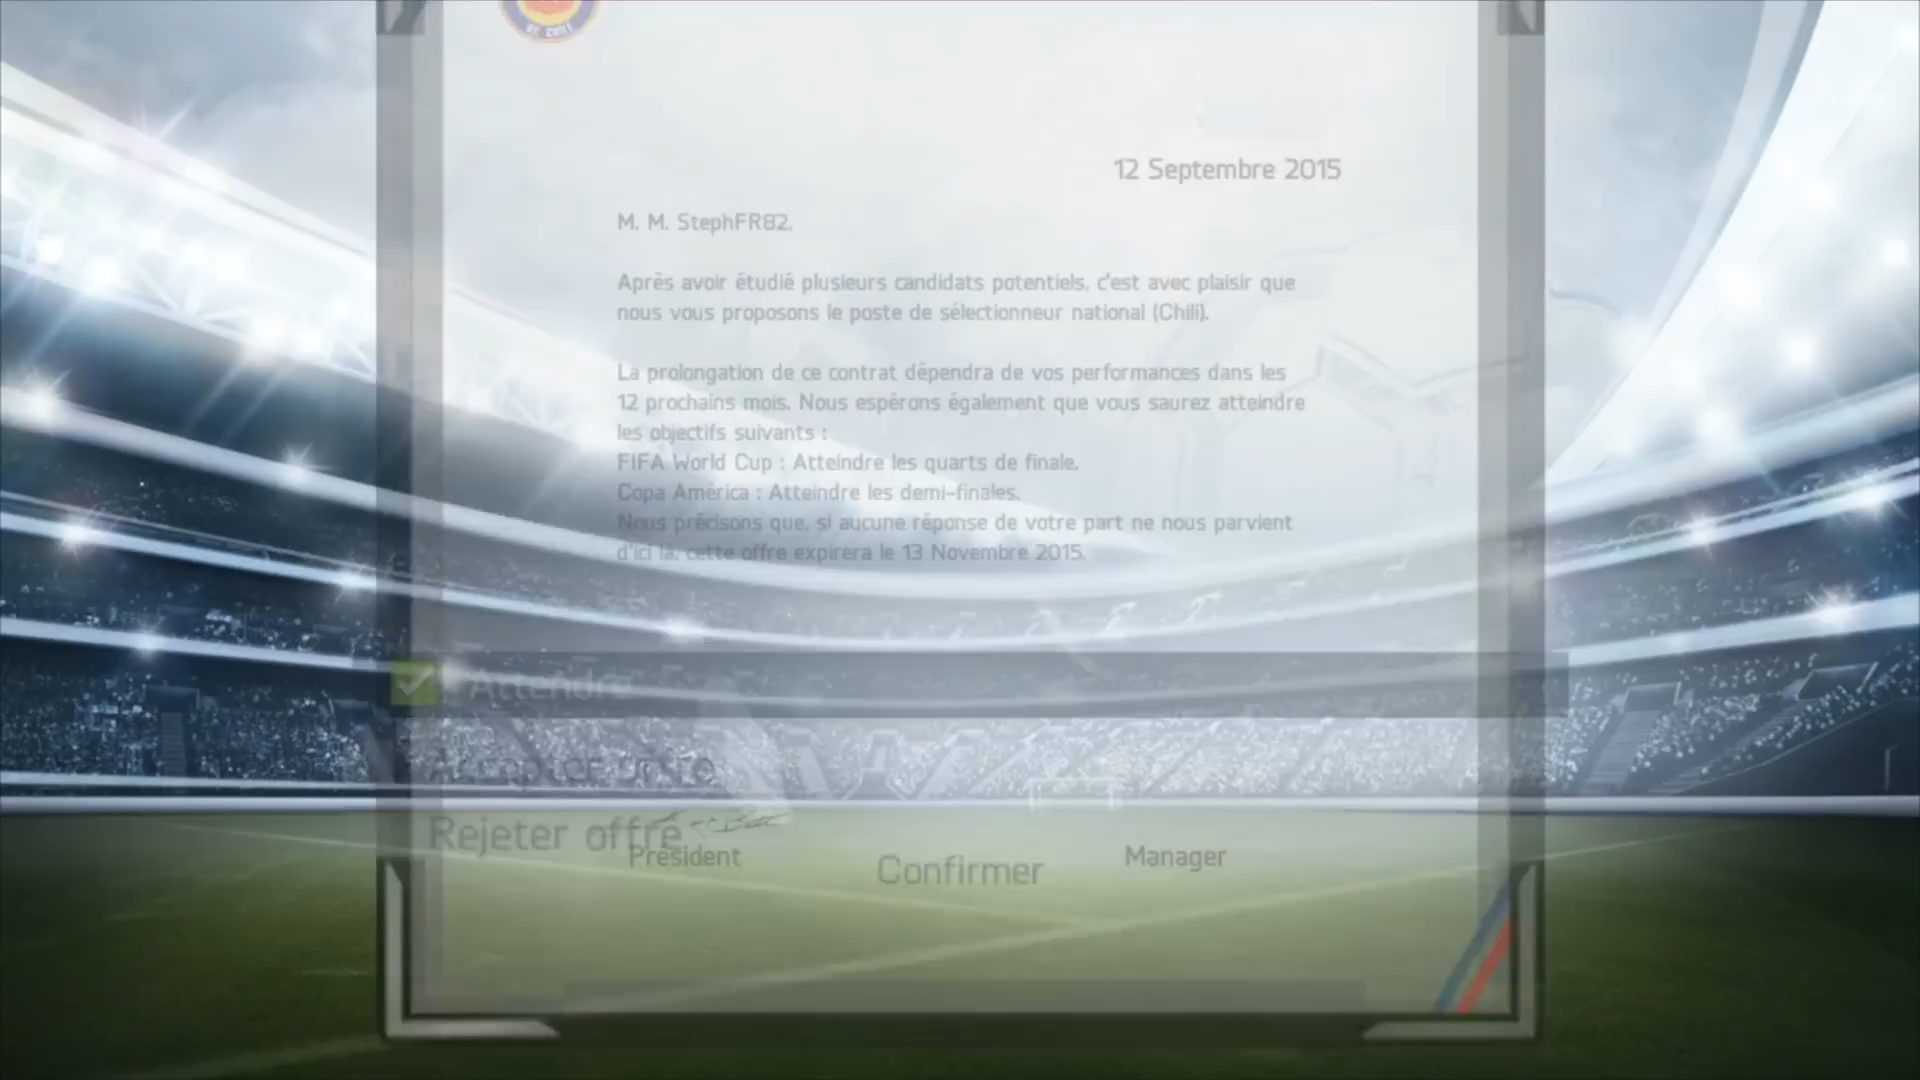 DE CHILE
12 Septembre 2015
M. M. StephFR82,
Après avoir étudié plusieurs candidats potentiels, c'est avec plaisir que
nous vous proposons le poste de sélectionneur national (Chili).
La prolongation de ce contrat dépendra de vos performances dans les
12 prochains mois. Nous espérons également que vous saurez atteindre
les objectifs suivants :
FIFA World Cup : Atteindre les quarts de finale.
Copa América : Atteindre les demi-finales.
Nous précisons que, si aucune réponse de votre part ne nous parvient
d'ici là, cette offre expirera le 13 Novembre 2015.
Attendre
Accepter offre
Rejeter offre
Président
Confirmer
Manager